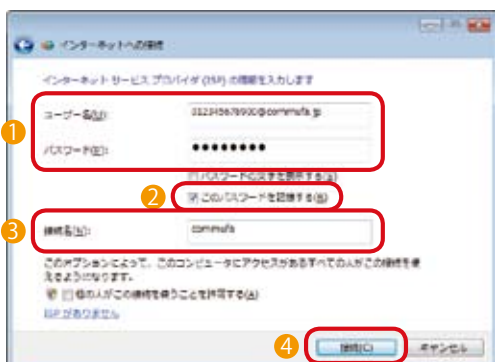 インターネットへの接続
インターネット サービス プロバイダ (ISP) の情報を入力します
1
ユーザー名(U):
@commufa.jp
パスワード(P):
●●●●●●●●
パスワードの文字を表示する(S)
2
このパスワードを記憶する(R)
3
接続名(N):
commufa
このオプションによって、このコンピュータにアクセスがあるすべての人がこの接続を使
えるようになります。
他の人がこの接続を使うことを許可する(A)
ISP がありません
4
接続(C)
キャンセル